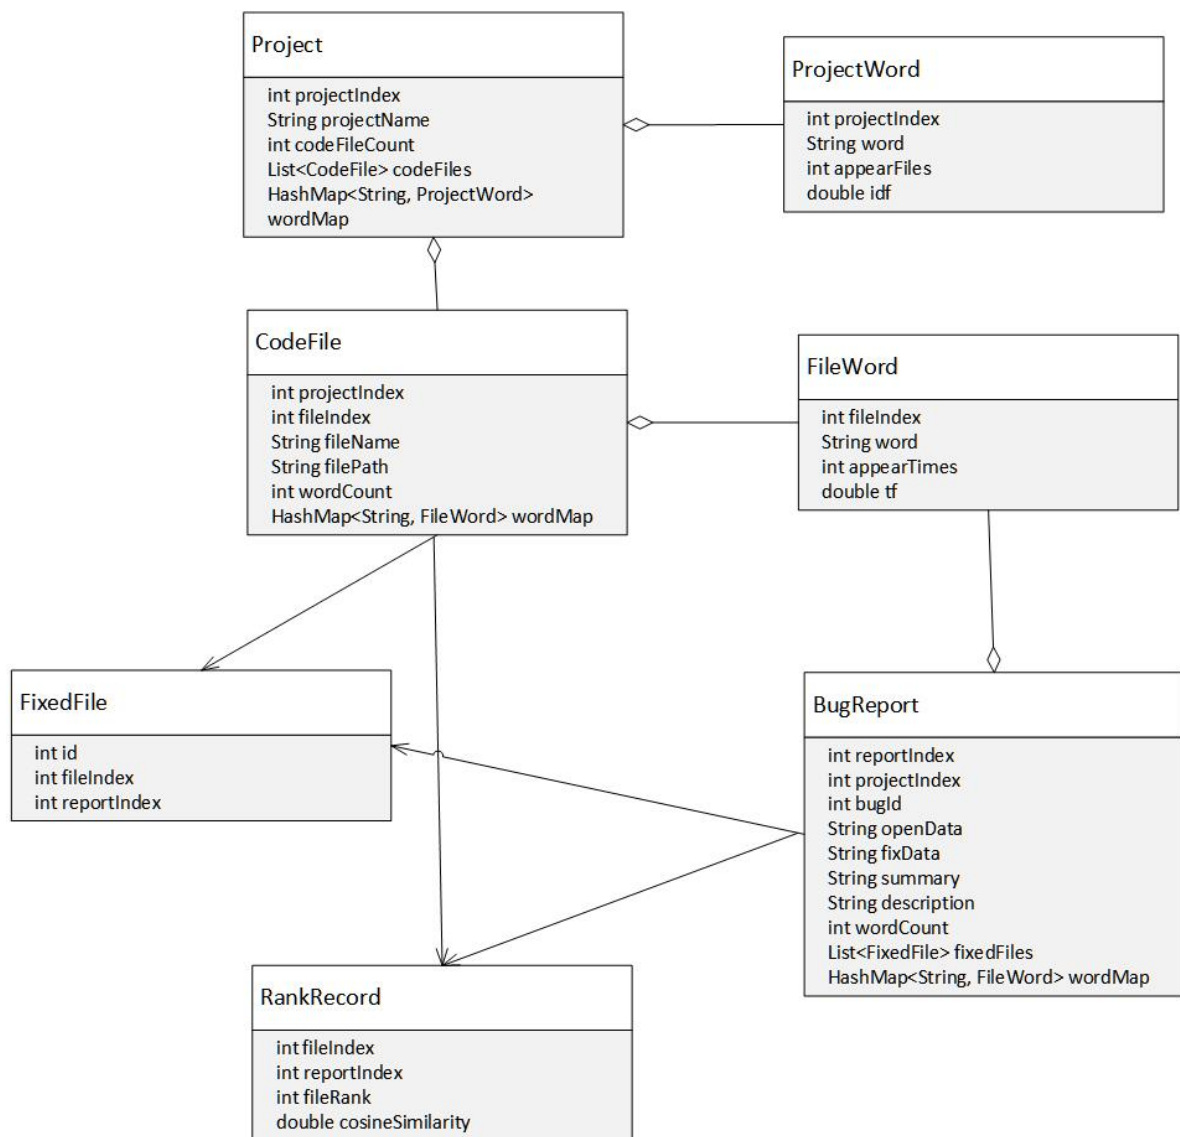 Project
int projectIndex
String projectName
int codeFileCount
List<CodeFile> codeFiles
HashMap<String, ProjectWord>
wordMap
ProjectWord
int projectIndex
String word
int appearFiles
double idf
CodeFile
int projectIndex
int fileIndex
String fileName
String filePath
int wordCount
HashMap<String, FileWord> wordMap
FileWord
int fileIndex
String word
int appearTimes
double tf
FixedFile
int id
int fileIndex
int reportIndex
BugReport
int reportIndex
int projectIndex
int bugId
String openData
String fixData
String summary
String description
int wordCount
List<FixedFile> fixedFiles
HashMap<String, FileWord> wordMap
RankRecord
int fileIndex
int reportIndex
int fileRank
double cosineSimilarity